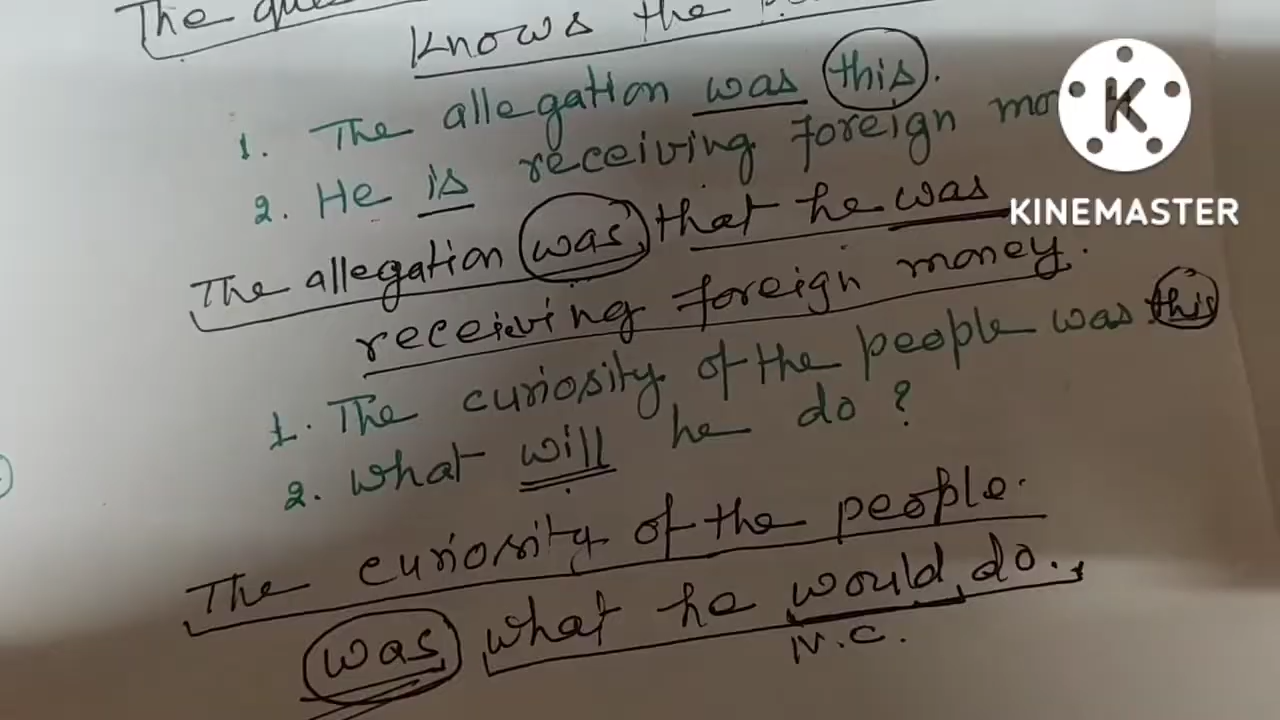 The
Knows the
1. The allegation was this.
2. He is receiving foreign
The allegation was that he was
receiving foreign money.
1. The curiosity of the people was this
2. What will he do ?
The curiosity of the people.
was what he would do.
N.C.
KINEMASTER